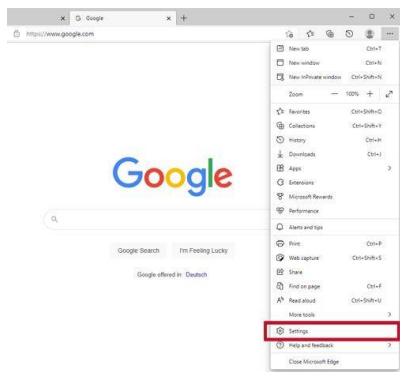 Google
https://www.google.com
New tab Ctrl+T
New window Ctrl+N
New InPrivate window Ctrl+Shift+N
Zoom 100%
Favorites Ctrl+Shift+O
Collections Ctrl+Shift+Y
History Ctrl+H
Downloads Ctrl+J
Apps
Extensions
Microsoft Rewards
Performance
Alerts and tips
Print Ctrl+P
Web capture Ctrl+Shift+S
Share
Find on page Ctrl+F
Read aloud Ctrl+Shift+U
More tools
Settings
Help and feedback
Close Microsoft Edge
Google
Google Search I'm Feeling Lucky
Google offered in Deutsch